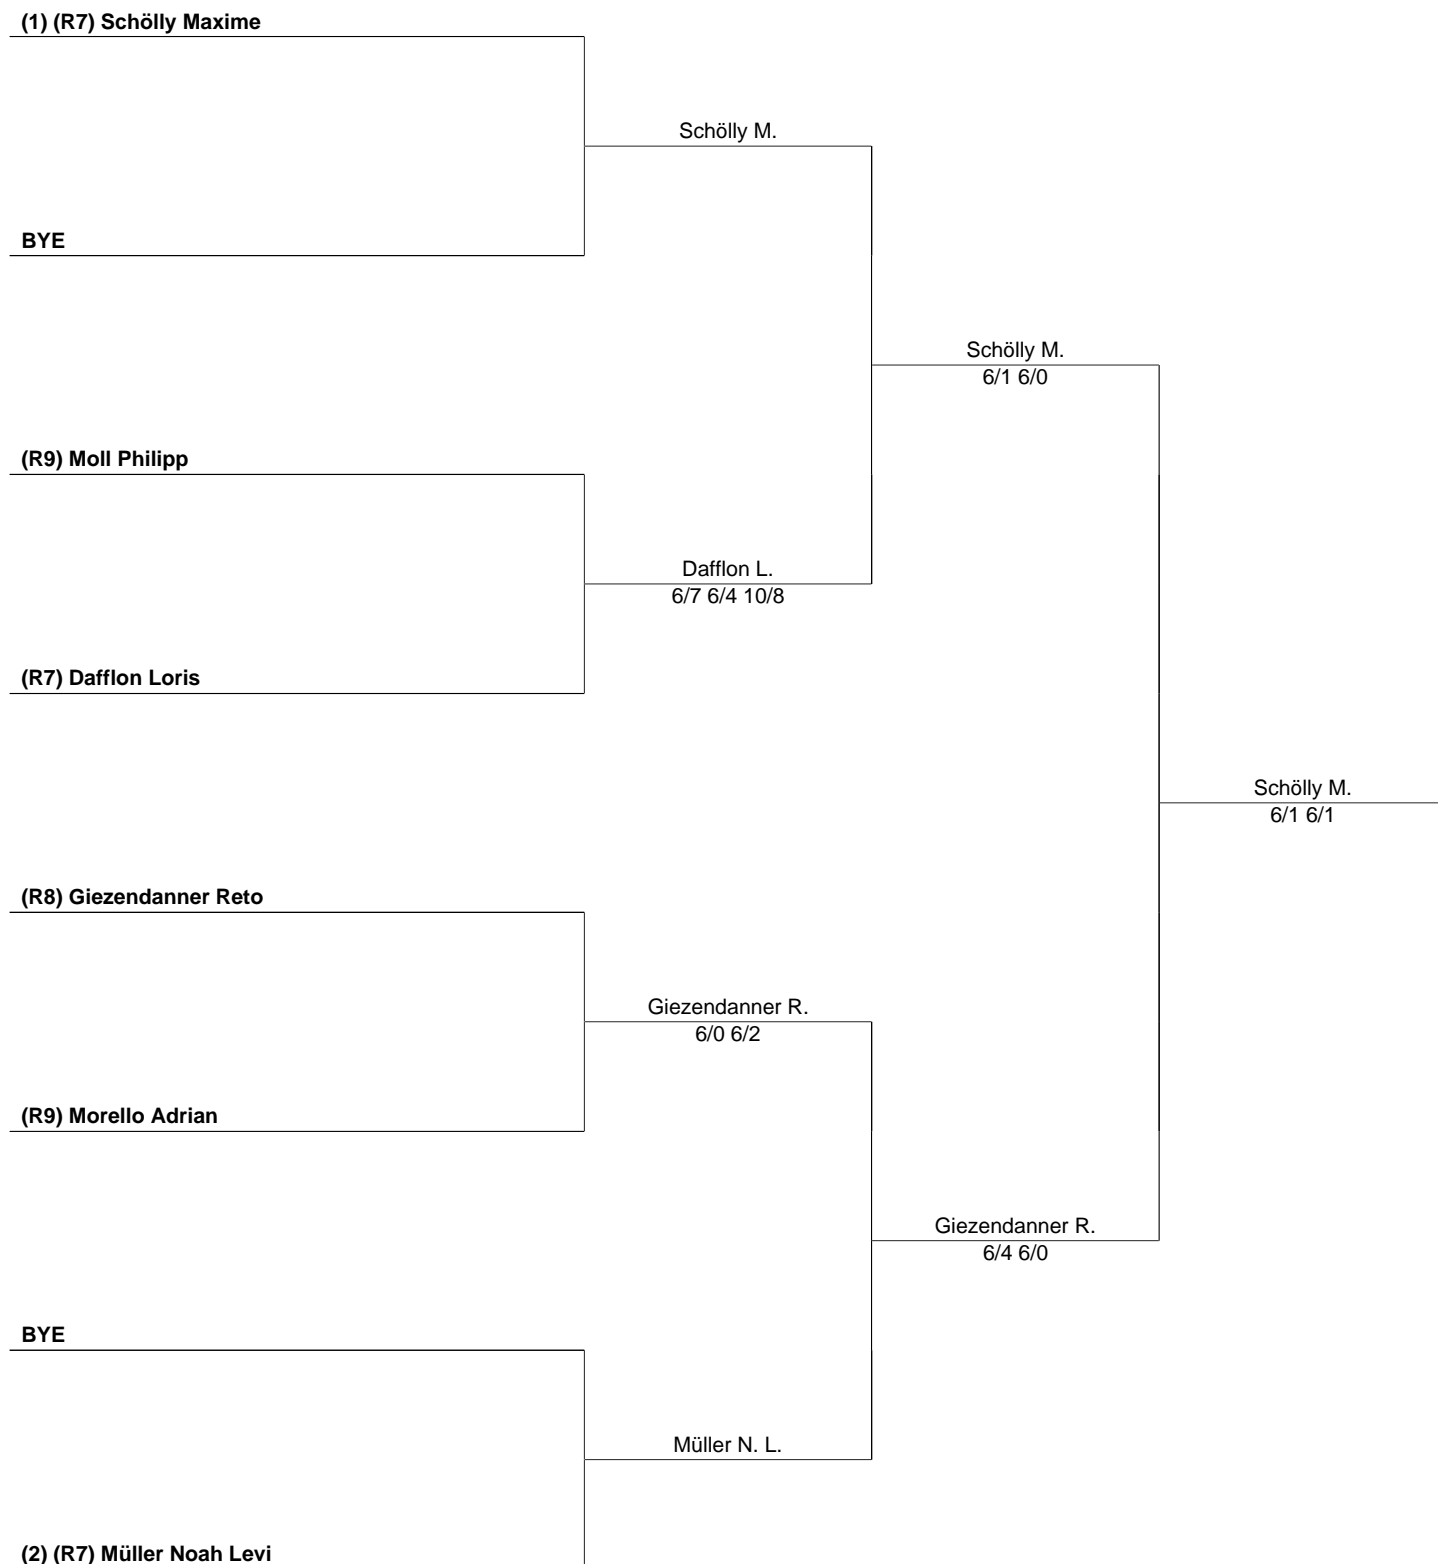 (1) (R7) Schölly Maxime
Schölly M.
BYE
Schölly M.
6/1 6/0
(R9) Moll Philipp
Dafflon L.
6/7 6/4 10/8
(R7) Dafflon Loris
Schölly M.
6/1 6/1
(R8) Giezendanner Reto
Giezendanner R.
6/0 6/2
(R9) Morello Adrian
Giezendanner R.
6/4 6/0
BYE
Müller N. L.
(2) (R7) Müller Noah Levi